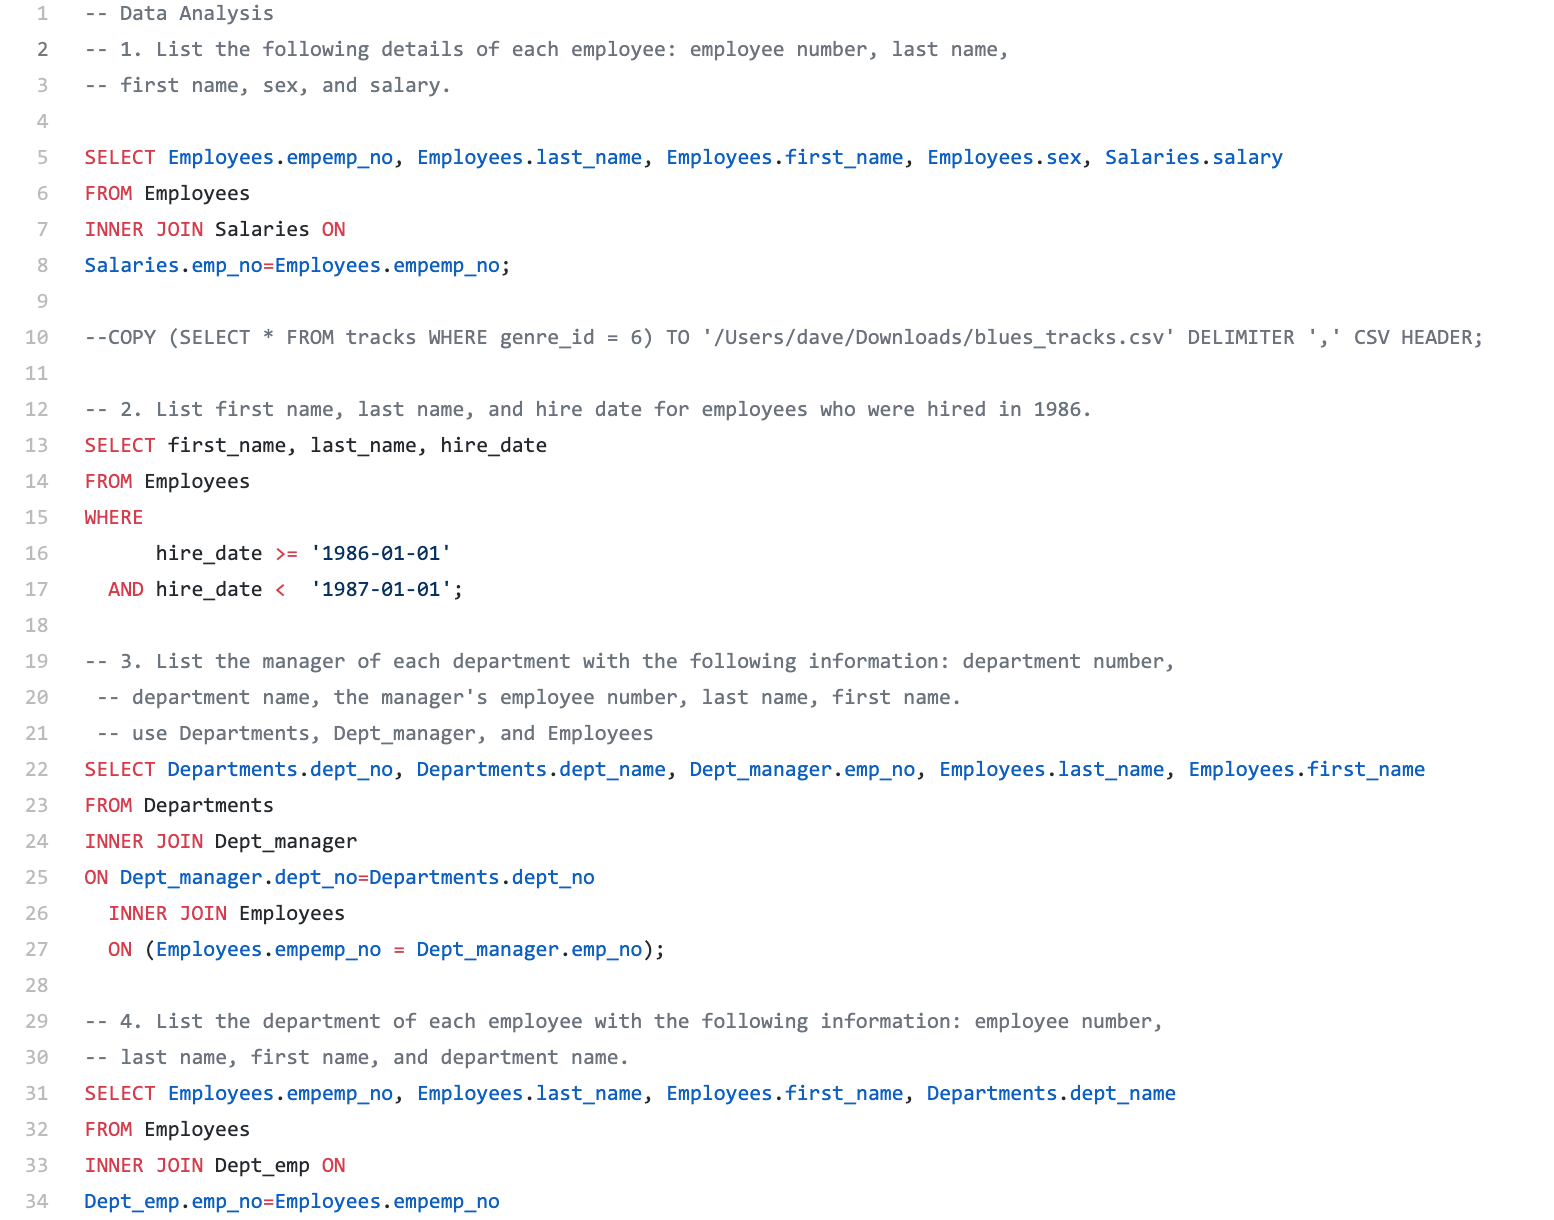 1 -- Data Analysis
2 -- 1. List the following details of each employee: employee number, last name,
3 -- first name, sex, and salary.
4
5 SELECT Employees.empemp_no, Employees.last_name, Employees.first_name, Employees.sex, Salaries.salary
6 FROM Employees
7 INNER JOIN Salaries ON
8 Salaries.emp_no=Employees.empemp_no;
9
10 --COPY (SELECT * FROM tracks WHERE genre_id = 6) TO '/Users/dave/Downloads/blues_tracks.csv' DELIMITER ',' CSV HEADER;
11
12 -- 2. List first name, last name, and hire date for employees who were hired in 1986.
13 SELECT first_name, last_name, hire_date
14 FROM Employees
15 WHERE
16       hire_date >= '1986-01-01'
17   AND hire_date <  '1987-01-01';
18
19 -- 3. List the manager of each department with the following information: department number,
20  -- department name, the manager's employee number, last name, first name.
21  -- use Departments, Dept_manager, and Employees
22 SELECT Departments.dept_no, Departments.dept_name, Dept_manager.emp_no, Employees.last_name, Employees.first_name
23 FROM Departments
24 INNER JOIN Dept_manager
25 ON Dept_manager.dept_no=Departments.dept_no
26   INNER JOIN Employees
27   ON (Employees.empemp_no = Dept_manager.emp_no);
28
29 -- 4. List the department of each employee with the following information: employee number,
30 -- last name, first name, and department name.
31 SELECT Employees.empemp_no, Employees.last_name, Employees.first_name, Departments.dept_name
32 FROM Employees
33 INNER JOIN Dept_emp ON
34 Dept_emp.emp_no=Employees.empemp_no